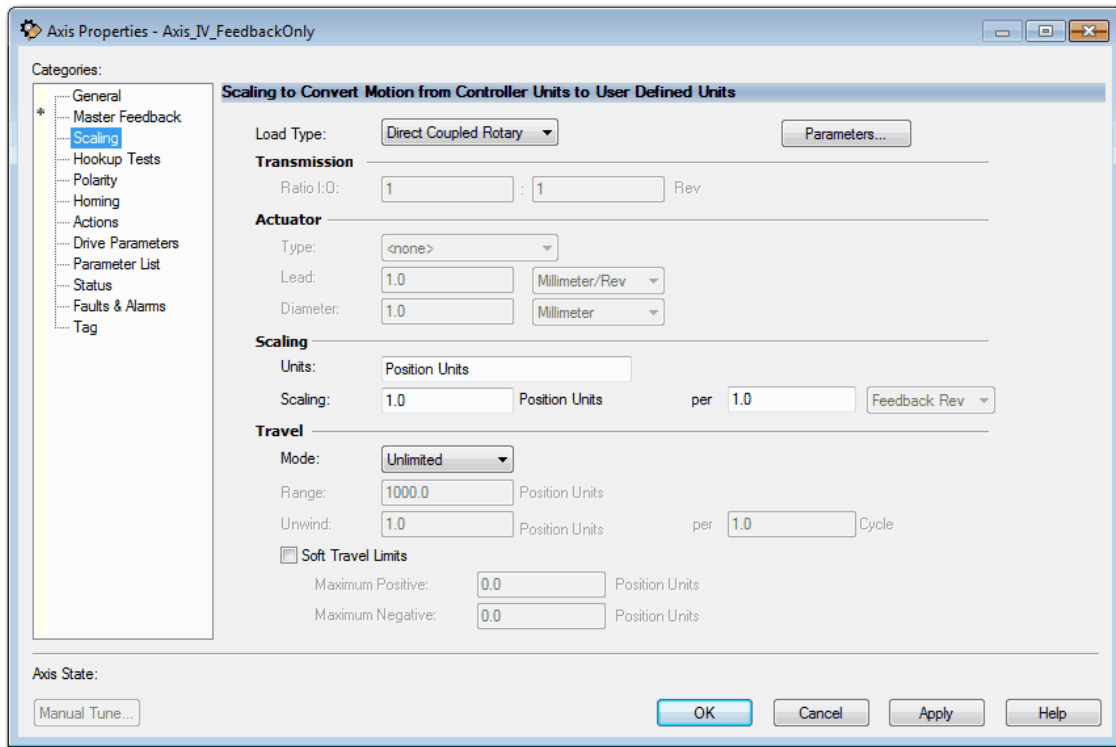 Axis Properties - Axis_IV_FeedbackOnly
Categories:
General
* Master Feedback
Scaling
Hookup Tests
Polarity
Homing
Actions
Drive Parameters
Parameter List
Status
Faults & Alarms
Tag
Scaling to Convert Motion from Controller Units to User Defined Units
Load Type: Direct Coupled Rotary Parameters...
Transmission
Ratio I:O: 1 : 1 Rev
Actuator
Type: <none>
Lead: 1.0 Millimeter/Rev
Diameter: 1.0 Millimeter
Scaling
Units: Position Units
Scaling: 1.0 Position Units per 1.0 Feedback Rev
Travel
Mode: Unlimited
Range: 1000.0 Position Units
Unwind: 1.0 Position Units per 1.0 Cycle
Soft Travel Limits
Maximum Positive: 0.0 Position Units
Maximum Negative: 0.0 Position Units
Axis State:
Manual Tune... OK Cancel Apply Help